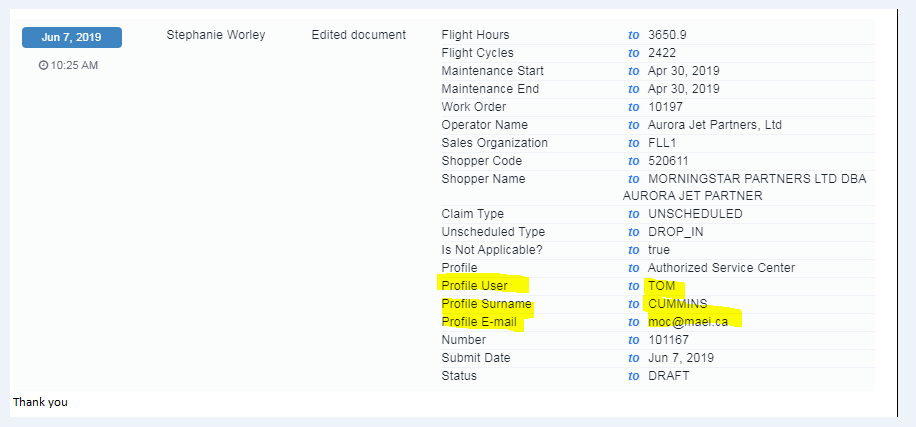 Jun 7, 2019 Stephanie Worley Edited document Flight Hours to 3650.9
10:25 AM
Flight Cycles to 2422
Maintenance Start to Apr 30, 2019
Maintenance End to Apr 30, 2019
Work Order to 10197
Operator Name to Aurora Jet Partners, Ltd
Sales Organization to FLL1
Shopper Code to 520611
Shopper Name to MORNINGSTAR PARTNERS LTD DBA
AURORA JET PARTNER
Claim Type to UNSCHEDULED
Unscheduled Type to DROP_IN
Is Not Applicable? to true
Profile to Authorized Service Center
Profile User to TOM
Profile Surname to CUMMINS
Profile E-mail to moc@maei.ca
Number to 101167
Submit Date to Jun 7, 2019
Status to DRAFT
Thank you